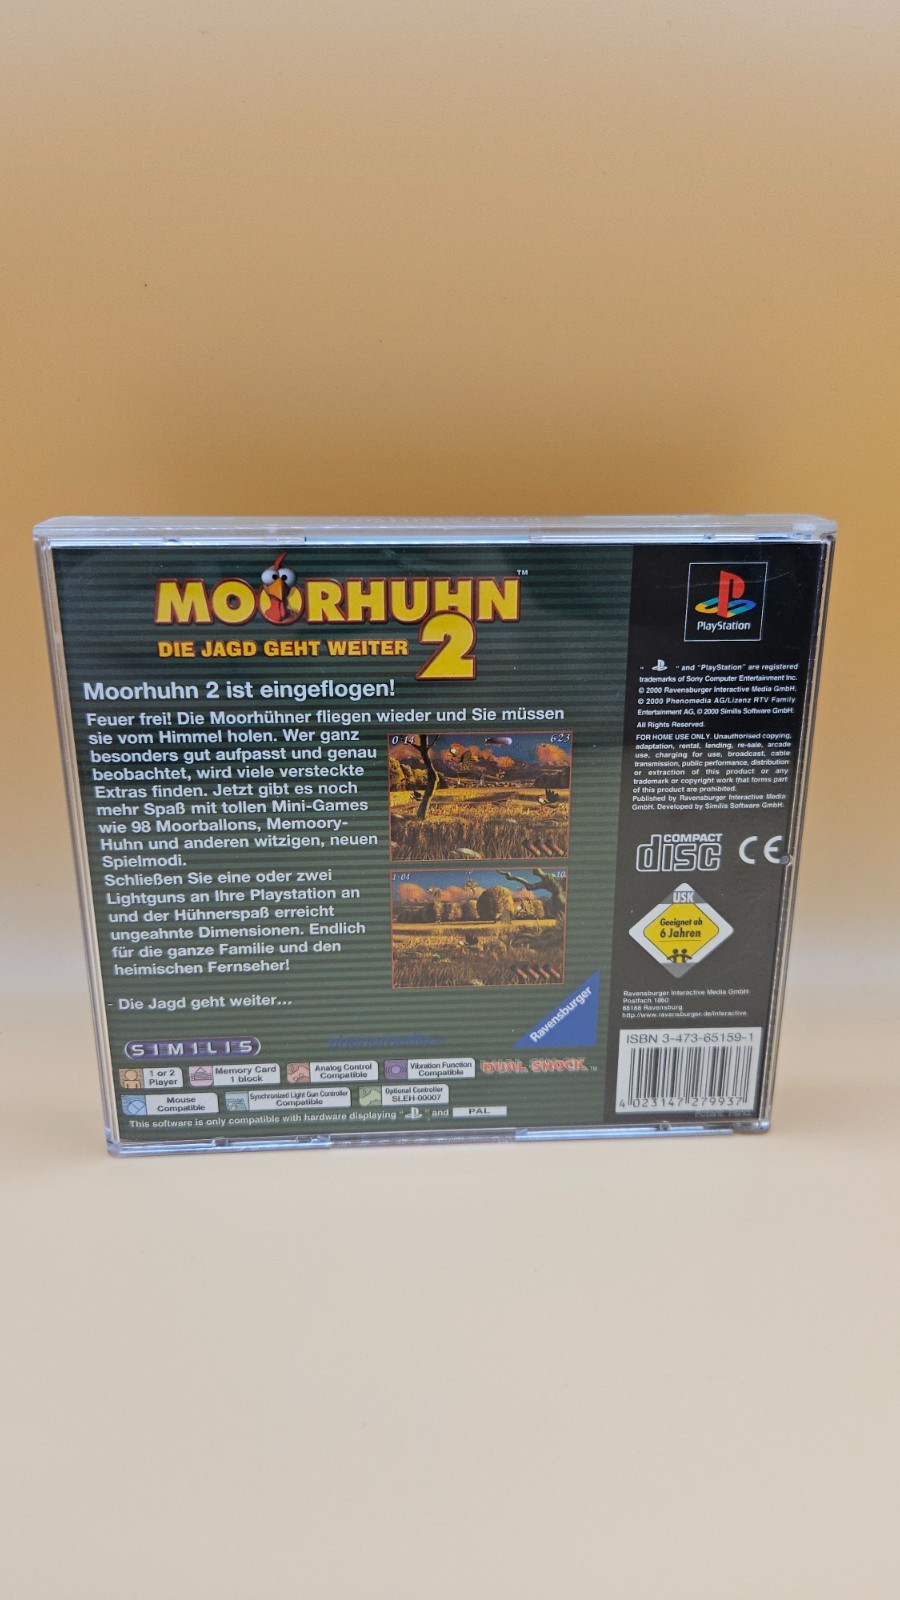 MOORHUHN™
DIE JAGD GEHT WEITER 2
Moorhuhn 2 ist eingeflogen!
Feuer frei! Die Moorhühner fliegen wieder und Sie müssen
sie vom Himmel holen. Wer ganz
besonders gut aufpasst und genau
beobachtet, wird viele versteckte
Extras finden. Jetzt gibt es noch
mehr Spaß mit tollen Mini-Games
wie 98 Moorballons, Memoory-
Huhn und anderen witzigen, neuen
Spielmodi.
Schließen Sie eine oder zwei
Lightguns an Ihre Playstation an
und der Hühnerspaß erreicht
ungeahnte Dimensionen. Endlich
für die ganze Familie und den
heimischen Fernseher!
- Die Jagd geht weiter...
0:14 623
1:04
Ravensburger
SIMILIS
1 or 2
Player
Memory Card
1 block
Analog Control
Compatible
Vibration Function
Compatible
DUAL SHOCK™
Mouse
Compatible
Synchronized Light Gun Controller
Compatible
Optional Controller
SLEH-00007
This software is only compatible with hardware displaying " " and PAL
PlayStation
" " and "PlayStation" are registered
trademarks of Sony Computer Entertainment Inc.
© 2000 Ravensburger Interactive Media GmbH,
© 2000 Phenomedia AG/Lizenz RTV Family
Entertainment AG, © 2000 Similis Software GmbH.
All Rights Reserved.
FOR HOME USE ONLY. Unauthorised copying,
adaptation, rental, lending, re-sale, arcade
use, charging for use, broadcast, cable
transmission, public performance, distribution
or extraction of this product or any
trademark or copyright work that forms part
of this product are prohibited.
Published by Ravensburger Interactive Media
GmbH. Developed by Similis Software GmbH.
COMPACT
disc
CE
USK
Geeignet ab
6 Jahren
Ravensburger Interactive Media GmbH
Postfach 1860
88188 Ravensburg
http://www.ravensburger.de/interactive
ISBN 3-473-65159-1
4 023147 279937